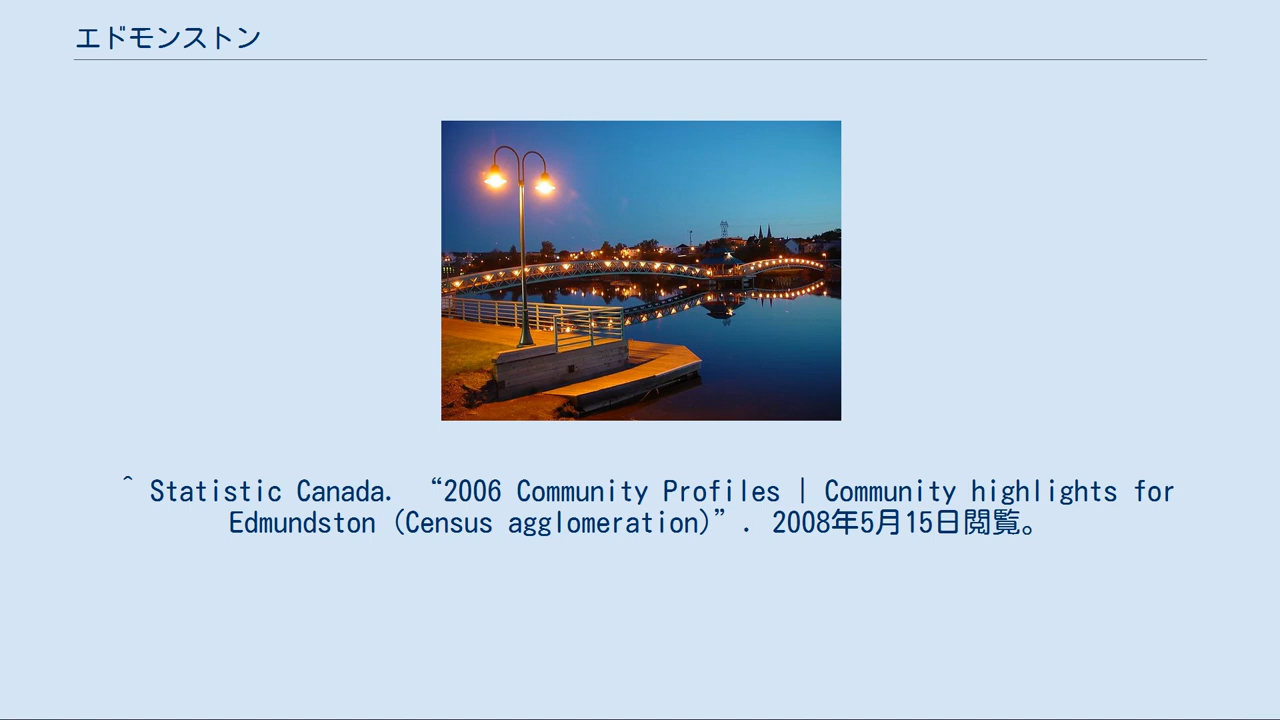 エドモンストン
^ Statistic Canada. “2006 Community Profiles | Community highlights for
Edmundston (Census agglomeration)”. 2008年5月15日閲覧。